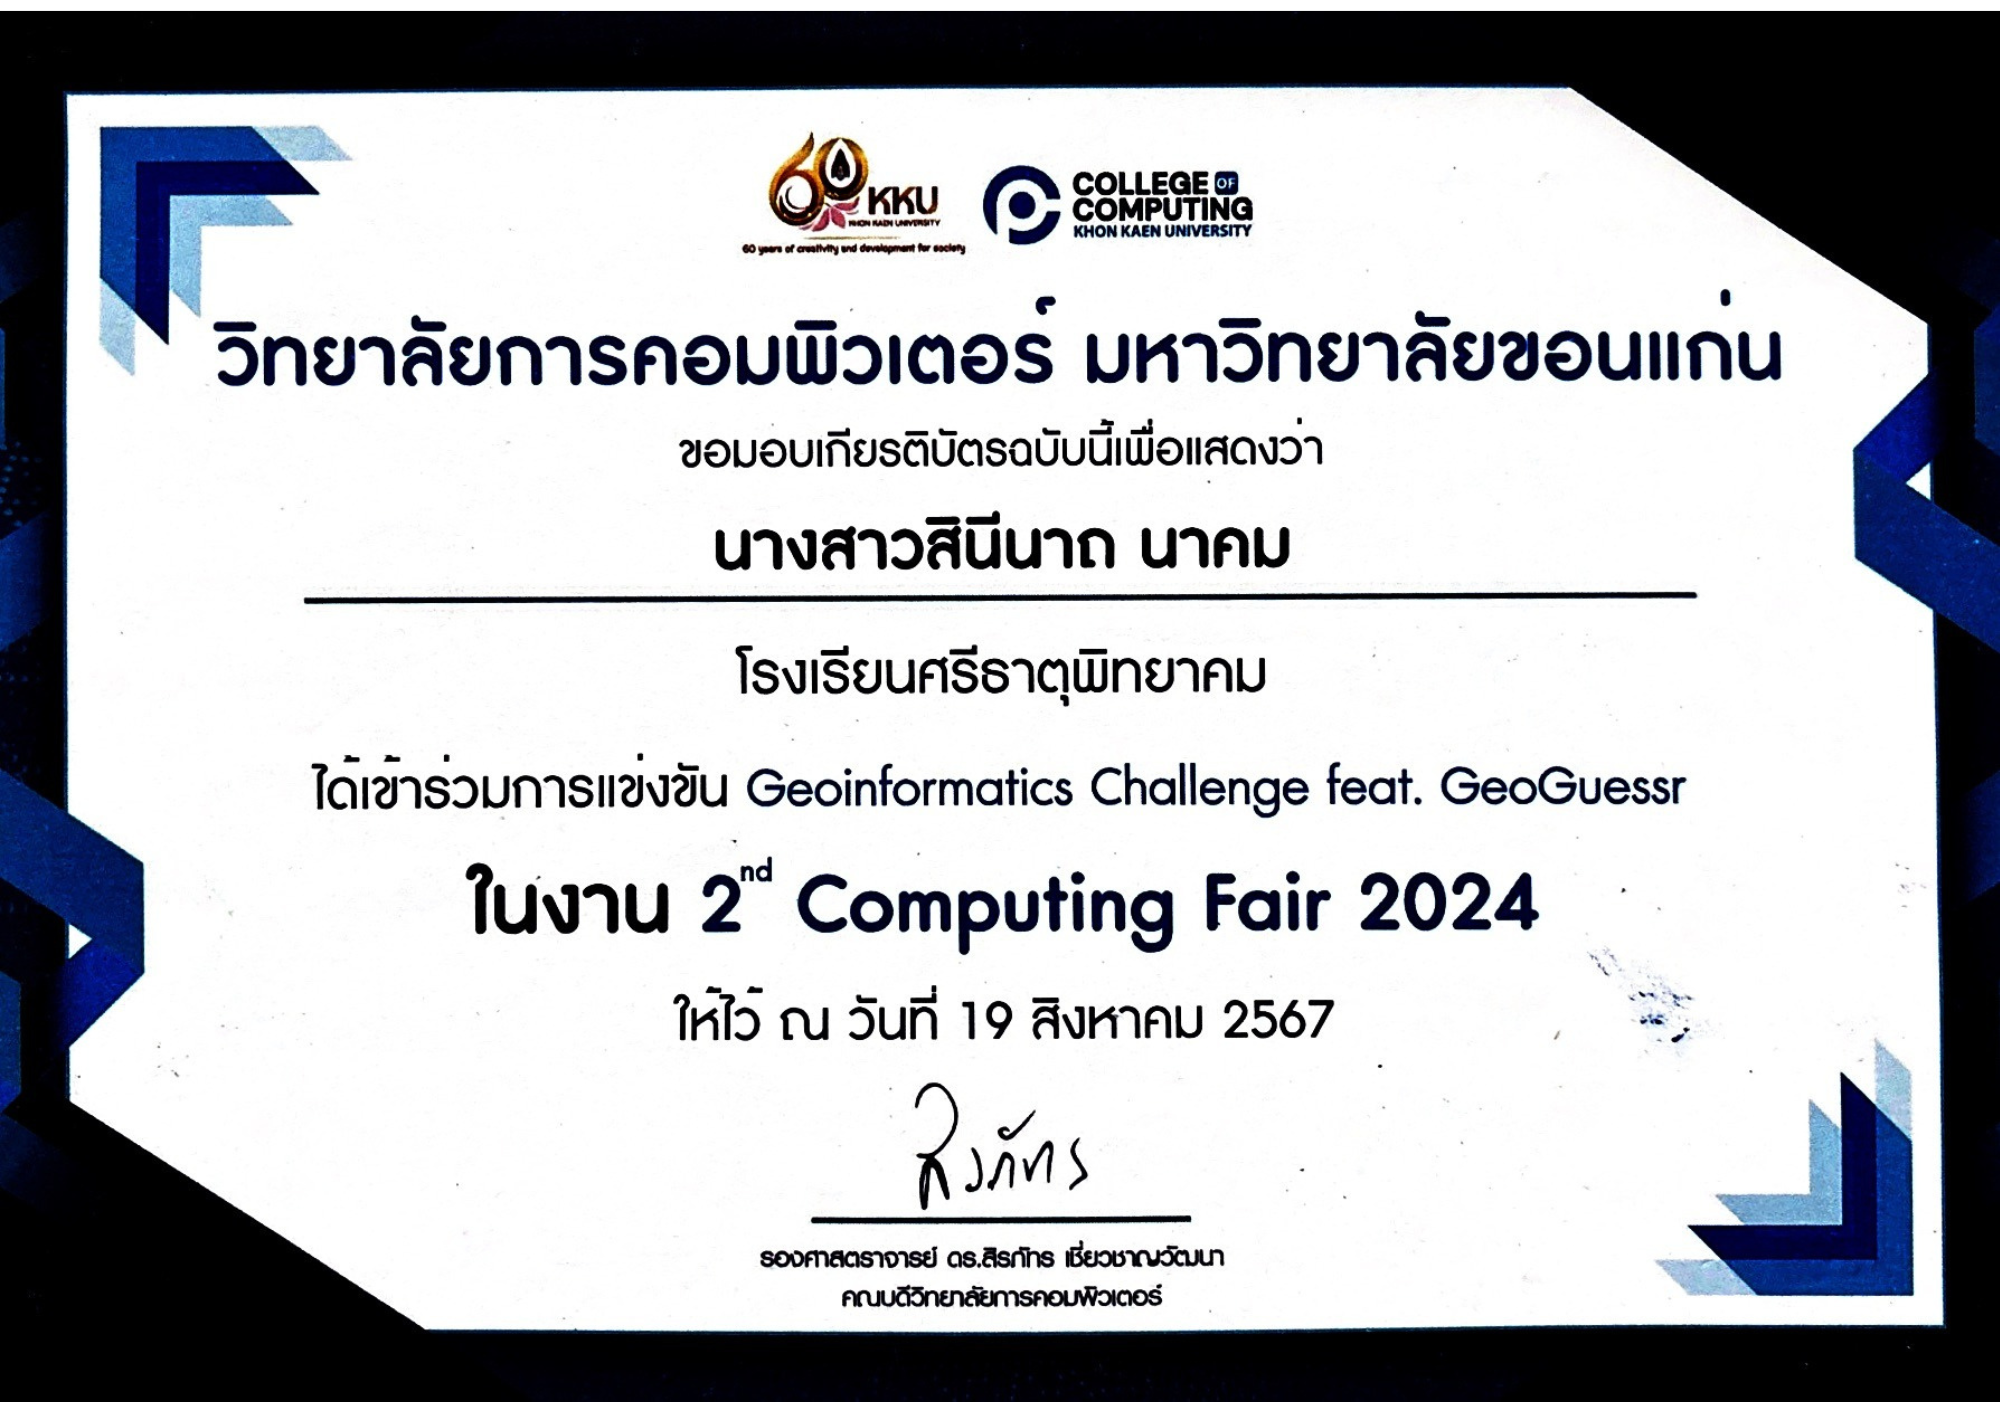 60 KKU
KHON KAEN UNIVERSITY
60 years of creativity and development for society
COLLEGE OF
COMPUTING
KHON KAEN UNIVERSITY
วิทยาลัยการคอมพิวเตอร์ มหาวิทยาลัยขอนแก่น
ขอมอบเกียรติบัตรฉบับนี้เพื่อแสดงว่า
นางสาวสินีนาถ นาคม
โรงเรียนศรีธาตุพิทยาคม
ได้เข้าร่วมการแข่งขัน Geoinformatics Challenge feat. GeoGuessr
ในงาน 2nd Computing Fair 2024
ให้ไว้ ณ วันที่ 19 สิงหาคม 2567
สิรภัทร
รองศาสตราจารย์ ดร.สิรภัทร เชี่ยวชาญวัฒนา
คณบดีวิทยาลัยการคอมพิวเตอร์